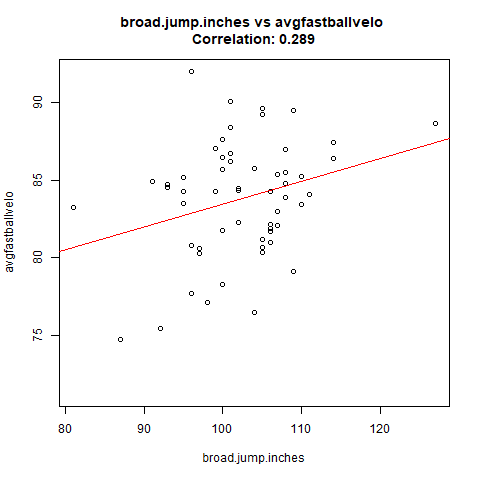 broad.jump.inches vs avgfastballvelo
Correlation: 0.289
avgfastballvelo
90
85
80
75
80 90 100 110 120
broad.jump.inches